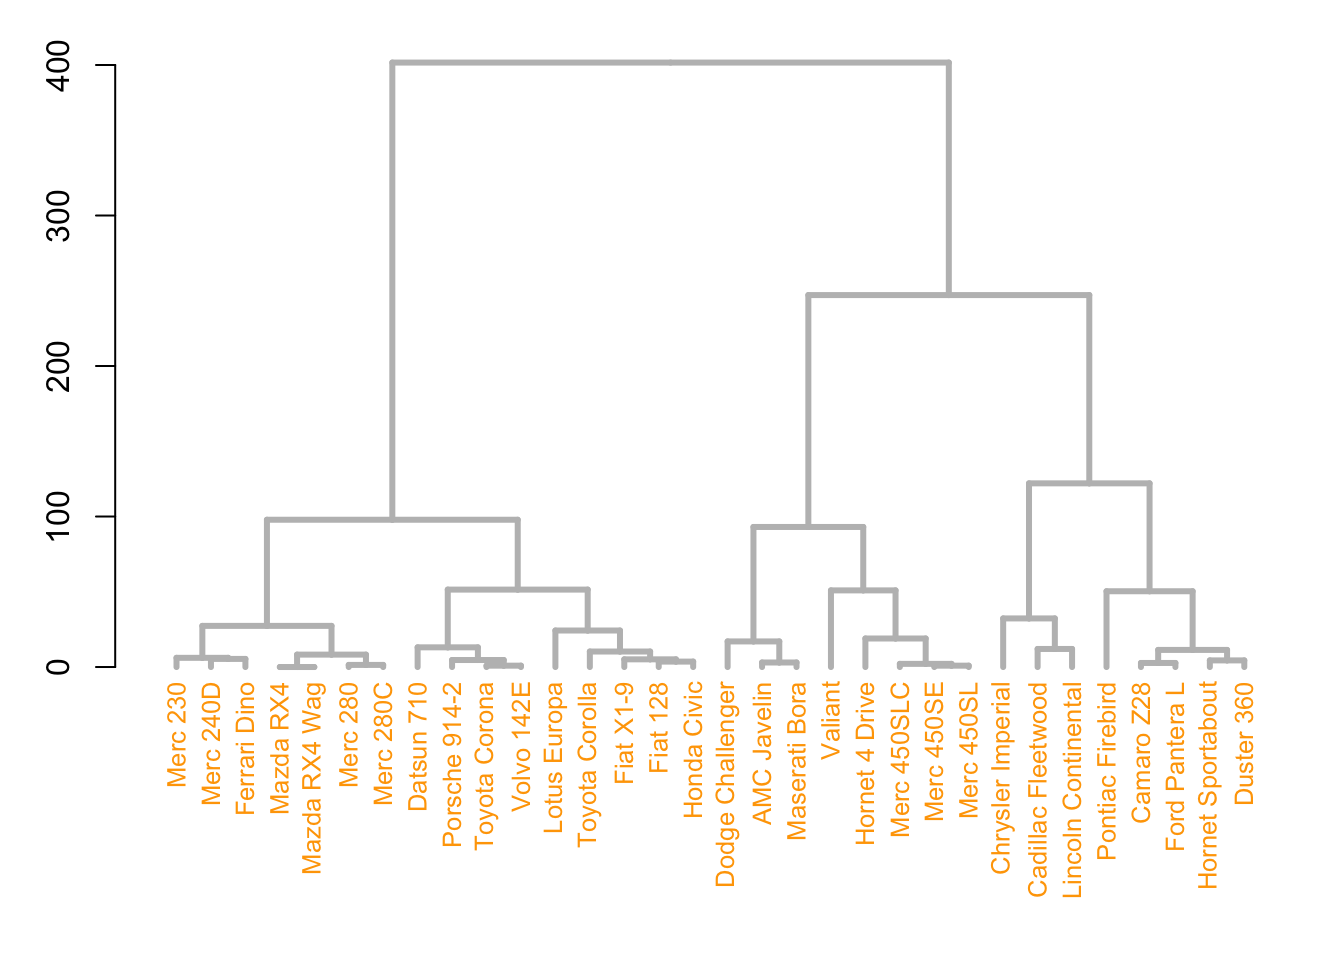 400
300
200
100
0
Merc 230
Merc 240D
Ferrari Dino
Mazda RX4
Mazda RX4 Wag
Merc 280
Merc 280C
Datsun 710
Porsche 914-2
Toyota Corona
Volvo 142E
Lotus Europa
Toyota Corolla
Fiat X1-9
Fiat 128
Honda Civic
Dodge Challenger
AMC Javelin
Maserati Bora
Valiant
Hornet 4 Drive
Merc 450SLC
Merc 450SE
Merc 450SL
Chrysler Imperial
Cadillac Fleetwood
Lincoln Continental
Pontiac Firebird
Camaro Z28
Ford Pantera L
Hornet Sportabout
Duster 360